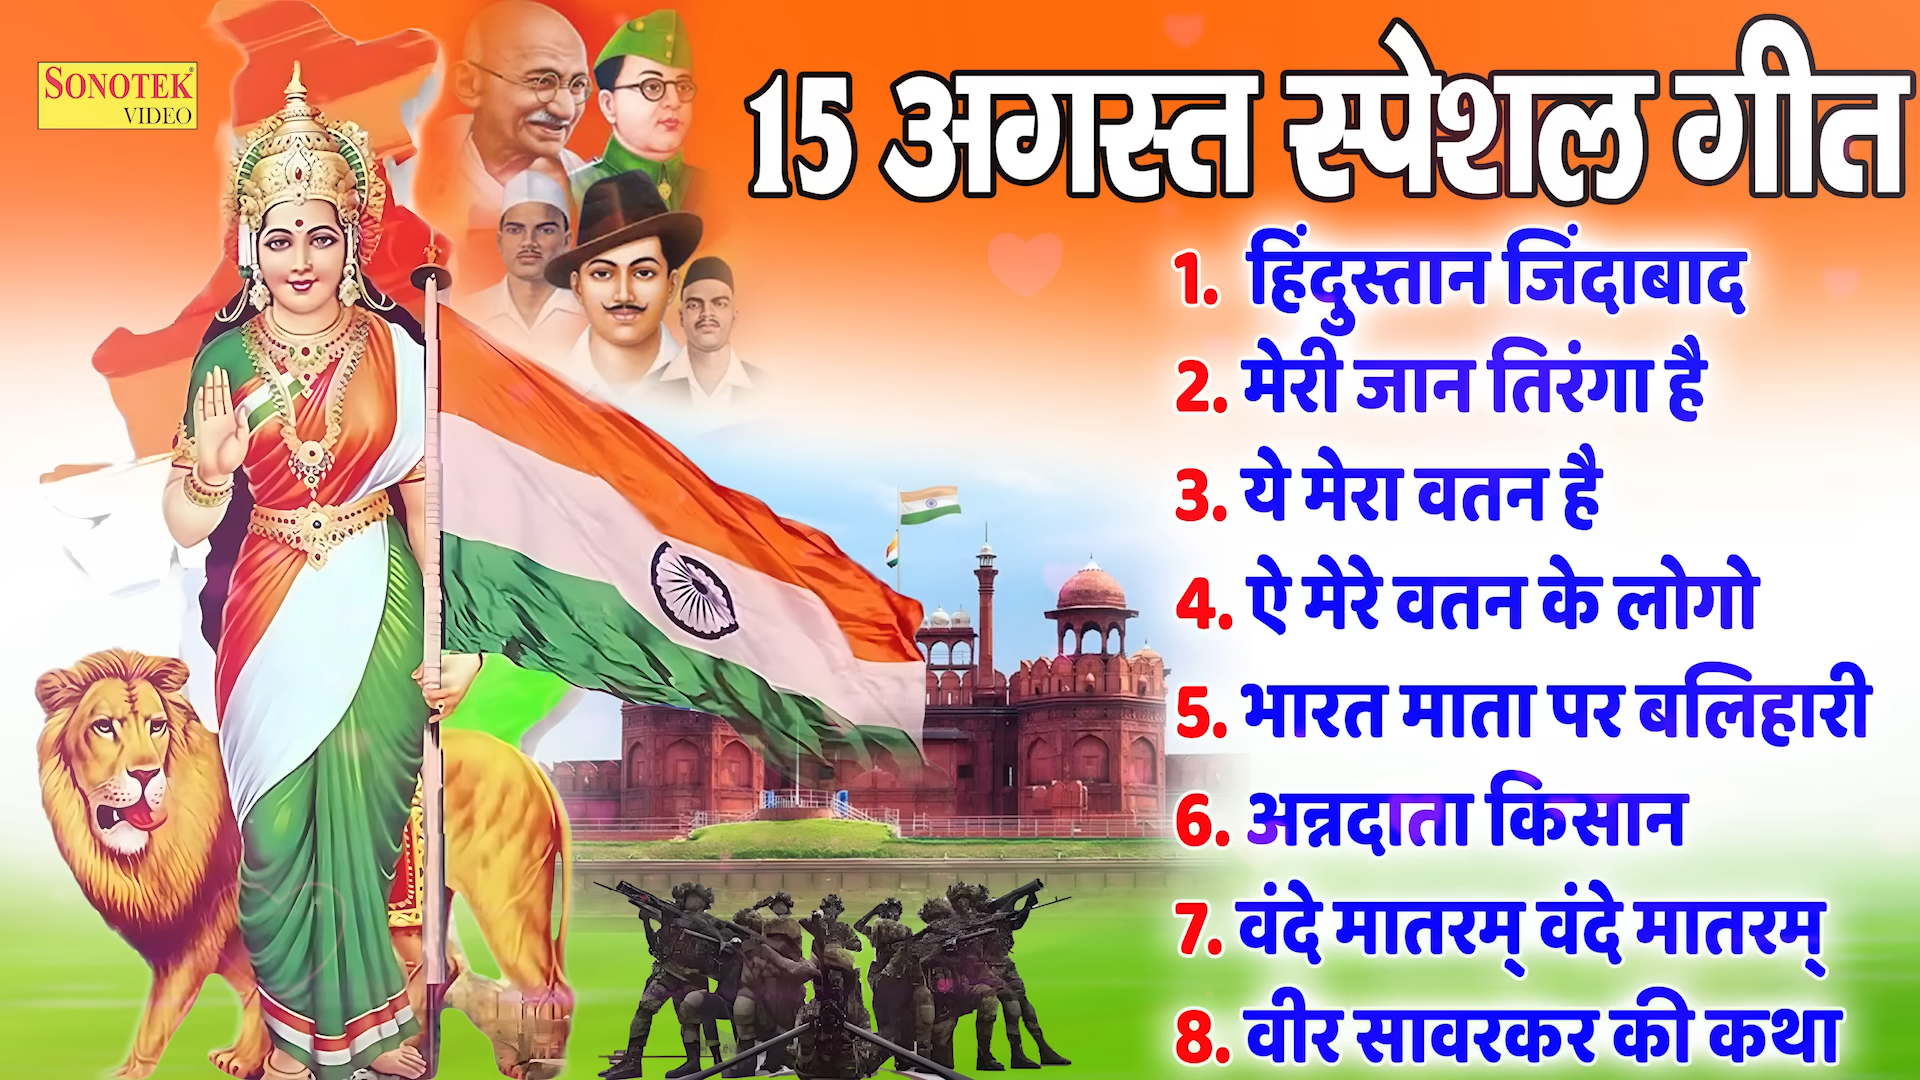 SONOTEK
VIDEO
15 अगस्त स्पेशल गीत
1. हिंदुस्तान जिंदाबाद
2. मेरी जान तिरंगा है
3. ये मेरा वतन है
4. ऐ मेरे वतन के लोगो
5. भारत माता पर बलिहारी
6. अन्नदाता किसान
7. वंदे मातरम् वंदे मातरम्
8. वीर सावरकर की कथा